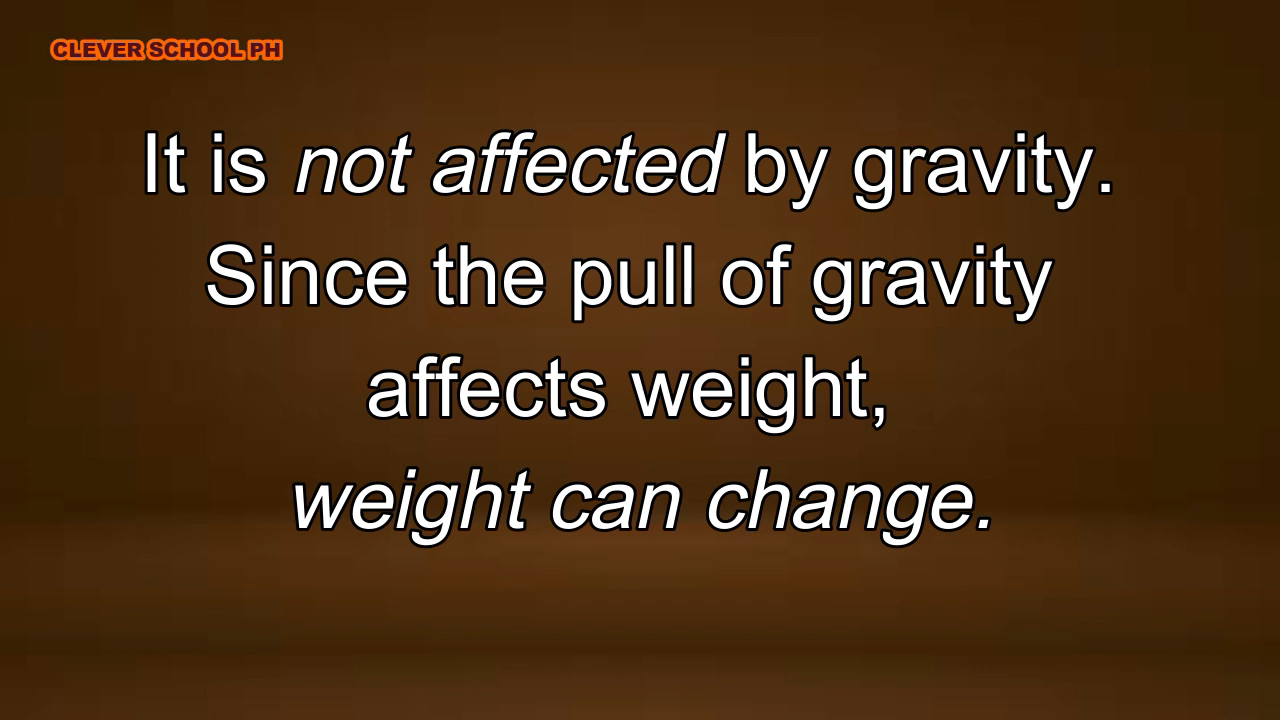 CLEVER SCHOOL PH
It is not affected by gravity.
Since the pull of gravity
affects weight,
weight can change.